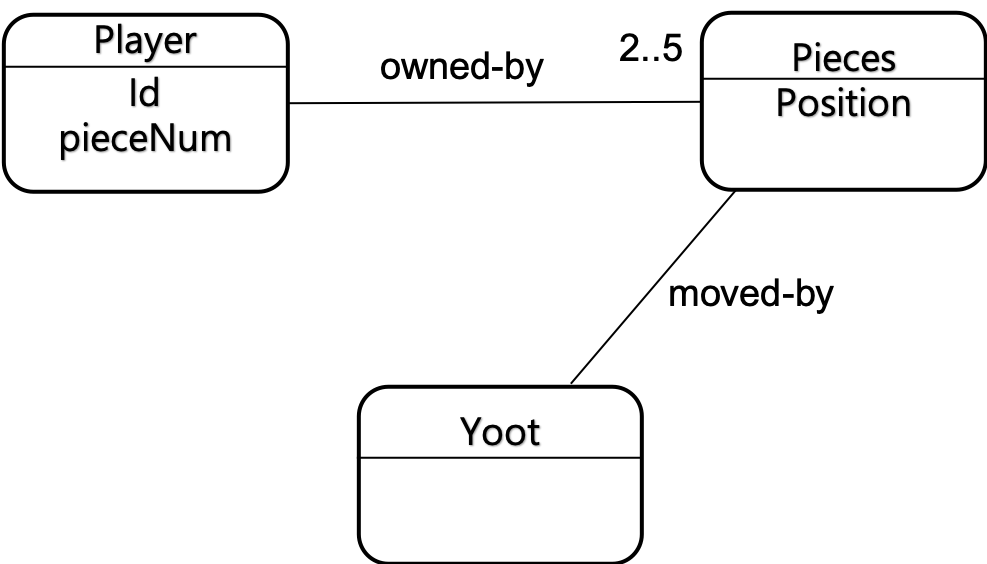 Player
Id
pieceNum
owned-by
2..5
Pieces
Position
moved-by
Yoot